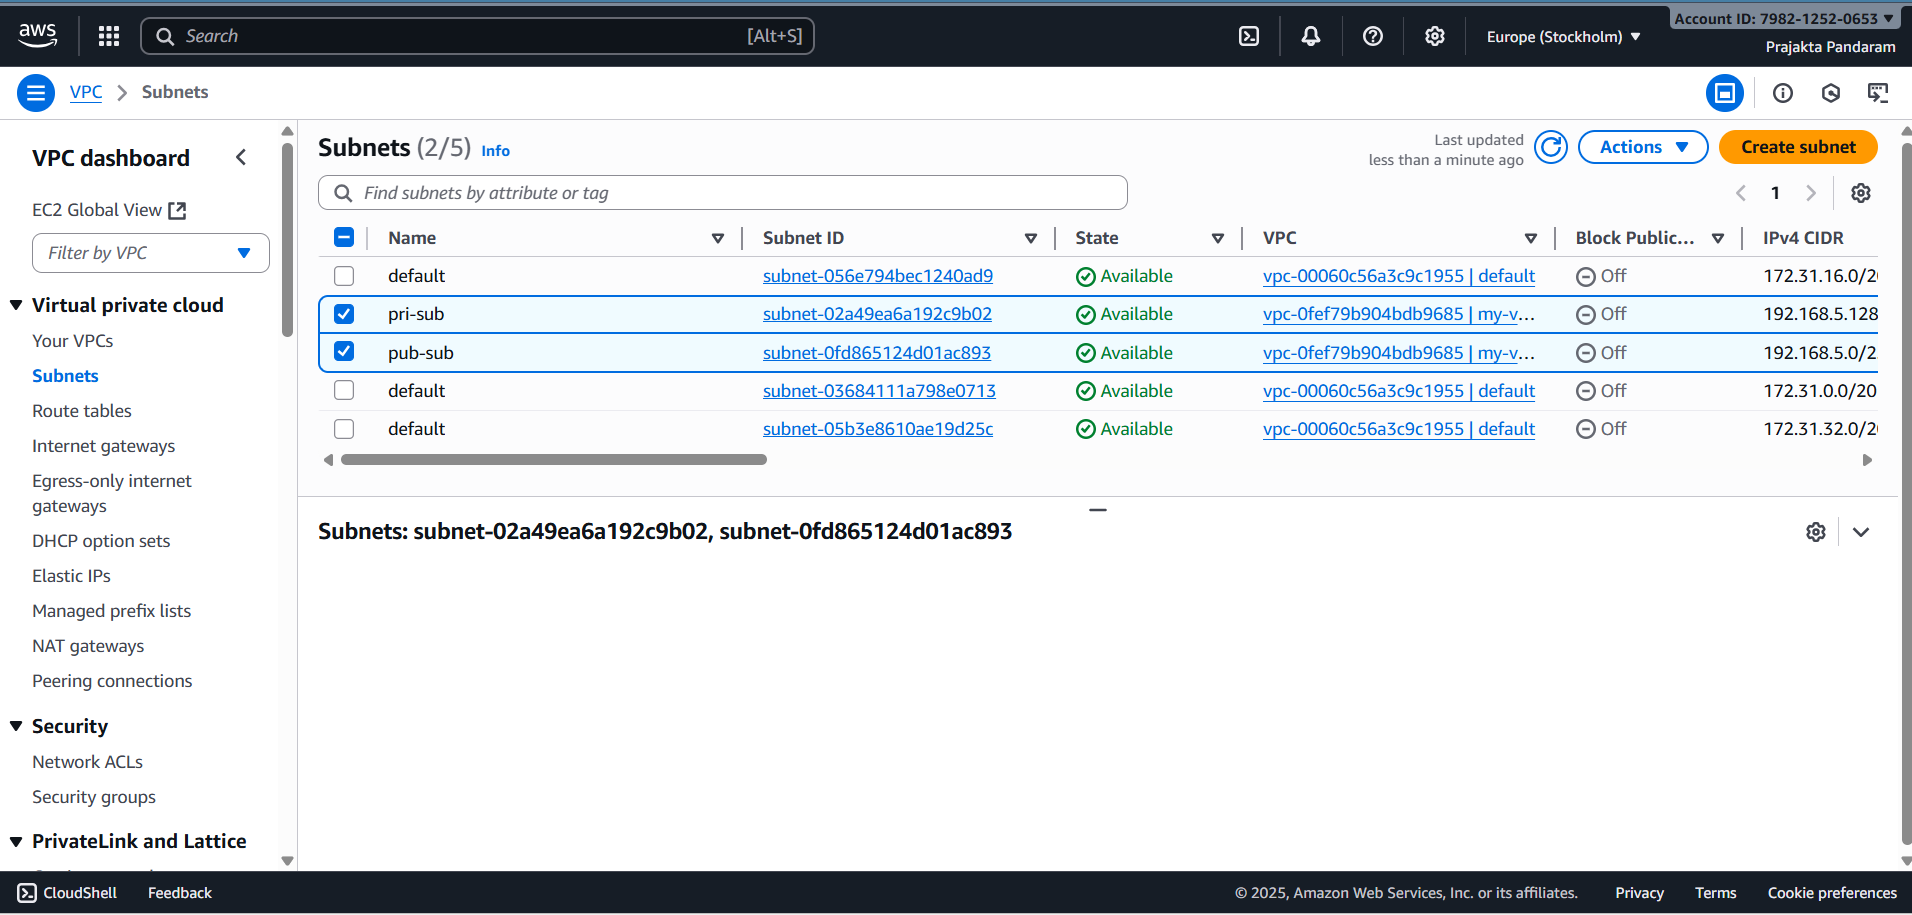 aws
Search [Alt+S]
Europe (Stockholm)
Account ID: 7982-1252-0653
Prajakta Pandaram
VPC > Subnets
VPC dashboard
EC2 Global View
Filter by VPC
Virtual private cloud
Your VPCs
Subnets
Route tables
Internet gateways
Egress-only internet
gateways
DHCP option sets
Elastic IPs
Managed prefix lists
NAT gateways
Peering connections
Security
Network ACLs
Security groups
PrivateLink and Lattice
Subnets (2/5) Info
Last updated
less than a minute ago
Actions
Create subnet
Find subnets by attribute or tag
1
Name Subnet ID State VPC Block Public... IPv4 CIDR
default subnet-056e794bec1240ad9 Available vpc-00060c56a3c9c1955 | default Off 172.31.16.0/2
pri-sub subnet-02a49ea6a192c9b02 Available vpc-0fef79b904bdb9685 | my-v... Off 192.168.5.128
pub-sub subnet-0fd865124d01ac893 Available vpc-0fef79b904bdb9685 | my-v... Off 192.168.5.0/2
default subnet-03684111a798e0713 Available vpc-00060c56a3c9c1955 | default Off 172.31.0.0/20
default subnet-05b3e8610ae19d25c Available vpc-00060c56a3c9c1955 | default Off 172.31.32.0/2
Subnets: subnet-02a49ea6a192c9b02, subnet-0fd865124d01ac893
CloudShell Feedback © 2025, Amazon Web Services, Inc. or its affiliates. Privacy Terms Cookie preferences